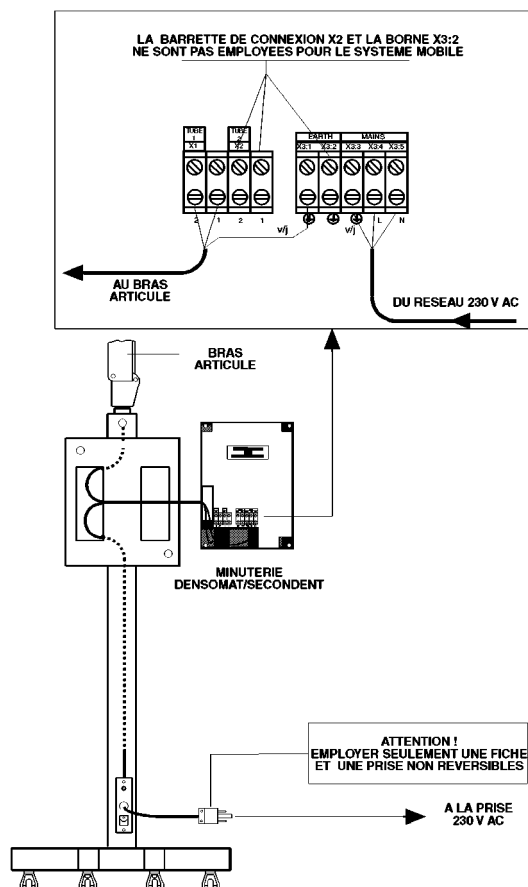 LA BARRETTE DE CONNEXION X2 ET LA BORNE X3:2
NE SONT PAS EMPLOYEES POUR LE SYSTEME MOBILE
TUBE 1 TUBE 2 EARTH MAINS
X1 X2 X3:1 X3:2 X3:3 X3:4 X3:5
2 1 2 1 L N
v/j v/j
AU BRAS
ARTICULE
DU RESEAU 230 V AC
BRAS
ARTICULE
MINUTERIE
DENSOMAT/SECONDENT
ATTENTION !
EMPLOYER SEULEMENT UNE FICHE
ET UNE PRISE NON REVERSIBLES
A LA PRISE
230 V AC